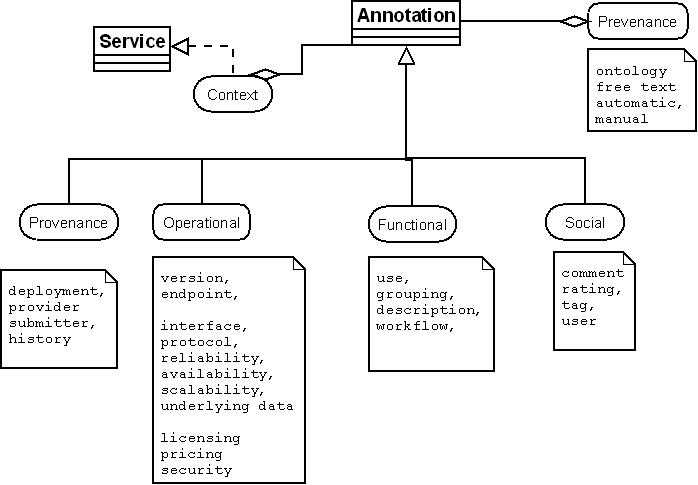 Annotation
Prevenance
Service
Context
ontology
free text
automatic,
manual
Provenance
Operational
Functional
Social
deployment,
provider
submitter,
history
version,
endpoint,
interface,
protocol,
reliability,
availability,
scalability,
underlying data
licensing
pricing
security
use,
grouping,
description,
workflow,
comment
rating,
tag,
user